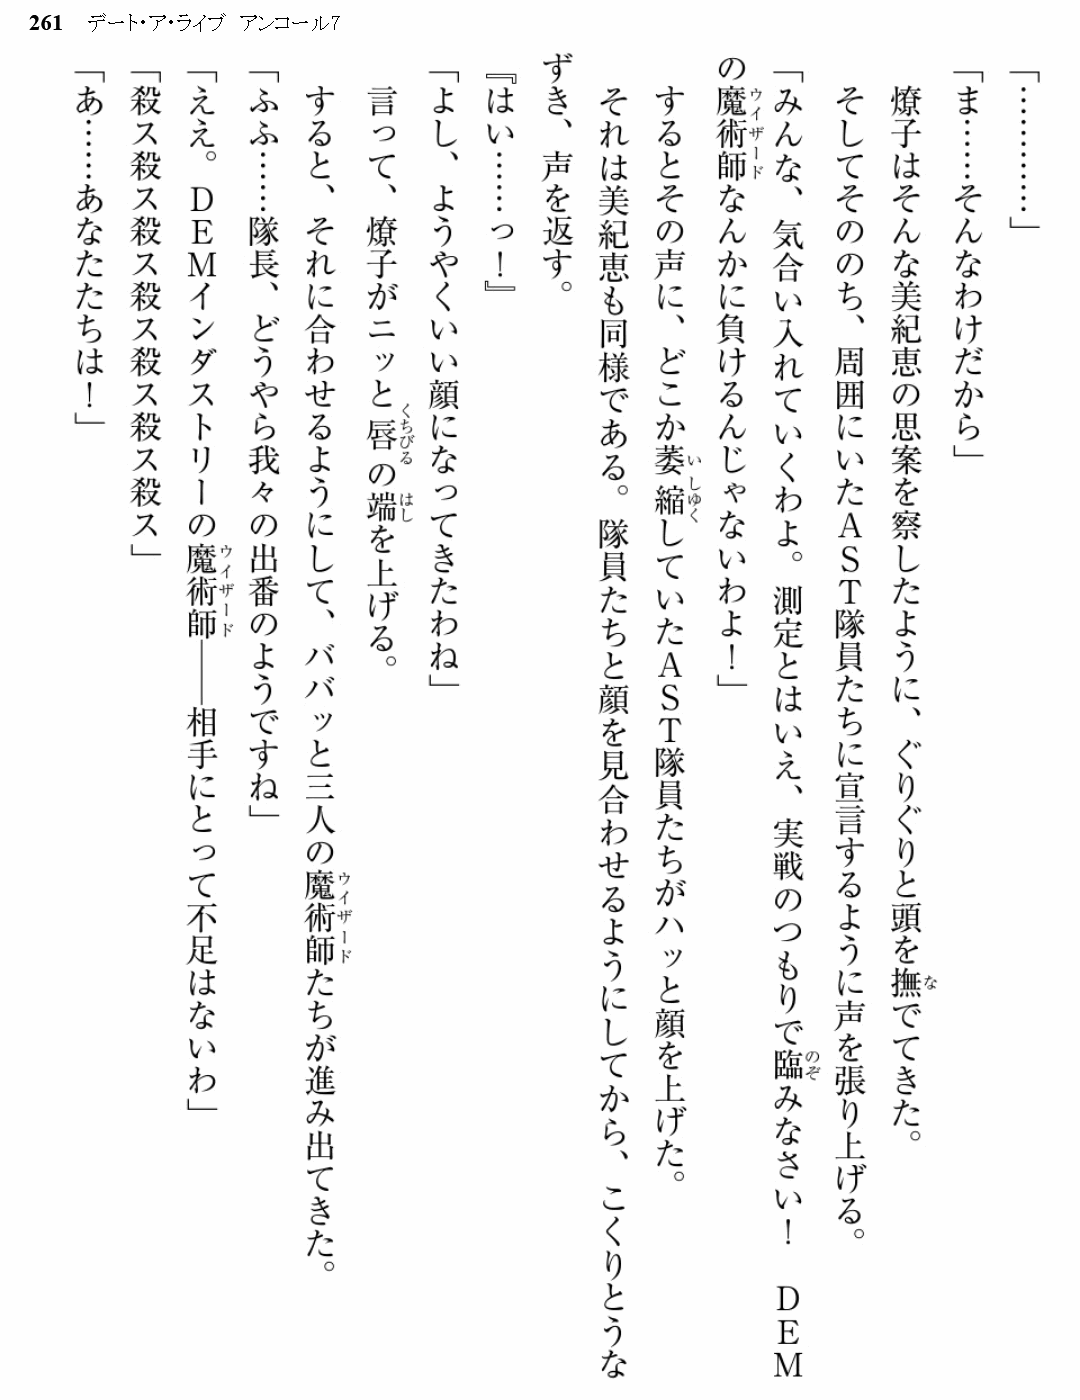 261 デート・ア・ライブ アンコール7
「…………」
「ま……そんなわけだから」
燎子はそんな美紀恵の思案を察したように、ぐりぐりと頭を撫でてきた。
そしてそののち、周囲にいたＡＳＴ隊員たちに宣言するように声を張り上げる。
「みんな、気合い入れていくわよ。測定とはいえ、実戦のつもりで臨みなさい！　ＤＥＭ
の魔術師なんかに負けるんじゃないわよ！」
するとその声に、どこか萎縮していたＡＳＴ隊員たちがハッと顔を上げた。
それは美紀恵も同様である。隊員たちと顔を見合わせるようにしてから、こくりとうな
ずき、声を返す。
『はい……っ！』
「よし、ようやくいい顔になってきたわね」
言って、燎子がニッと唇の端を上げる。
すると、それに合わせるようにして、ババッと三人の魔術師たちが進み出てきた。
「ふふ……隊長、どうやら我々の出番のようですね」
「ええ。ＤＥＭインダストリーの魔術師――相手にとって不足はないわ」
「殺ス殺ス殺ス殺ス殺ス殺ス殺ス」
「あ……あなたたちは！」